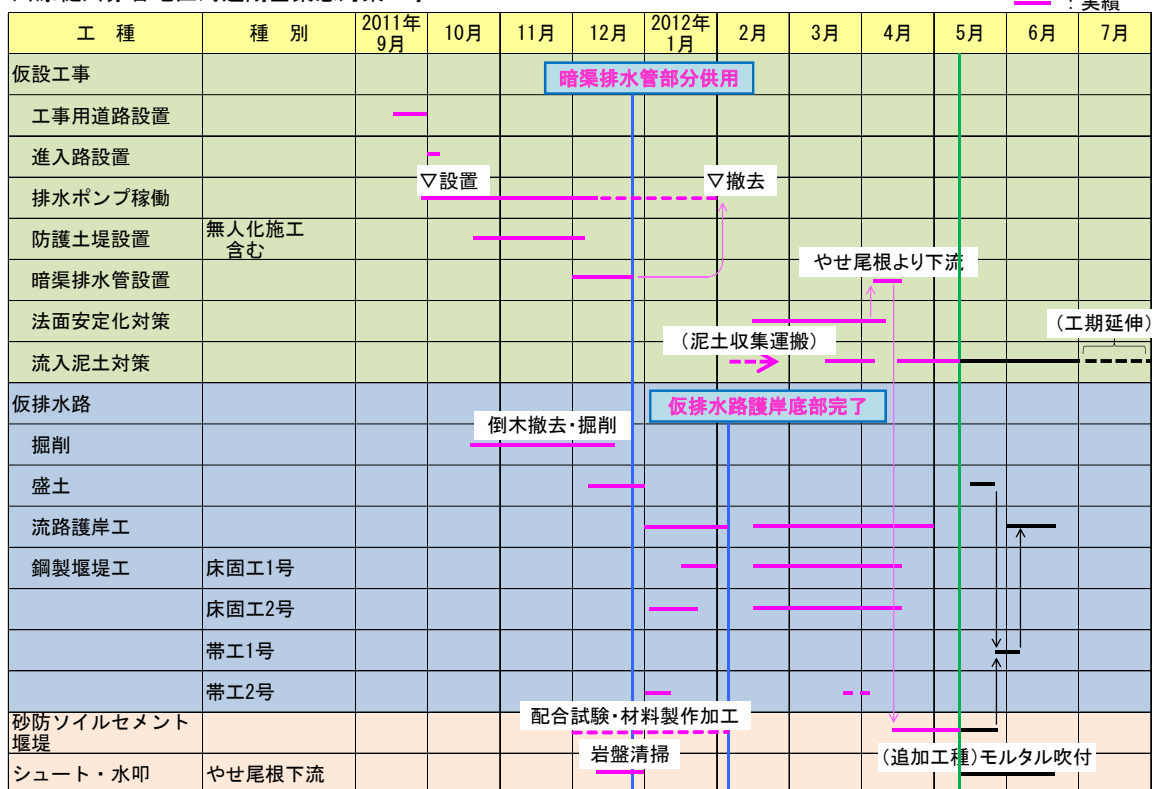 ：実績
工 種 種 別 2011年 9月 10月 11月 12月 2012年 1月 2月 3月 4月 5月 6月 7月
仮設工事
暗渠排水管部分供用
工事用道路設置
進入路設置
▽設置 ▽撤去
排水ポンプ稼働
防護土堤設置 無人化施工
含む
やせ尾根より下流
暗渠排水管設置
法面安定化対策
（工期延伸）
（泥土収集運搬）
流入泥土対策
仮排水路
仮排水路護岸底部完了
倒木撤去・掘削
掘削
盛土
流路護岸工
鋼製堰堤工 床固工1号
床固工2号
帯工1号
帯工2号
配合試験・材料製作加工
砂防ソイルセメント
堰堤
岩盤清掃
（追加工種）モルタル吹付
シュート・水叩 やせ尾根下流